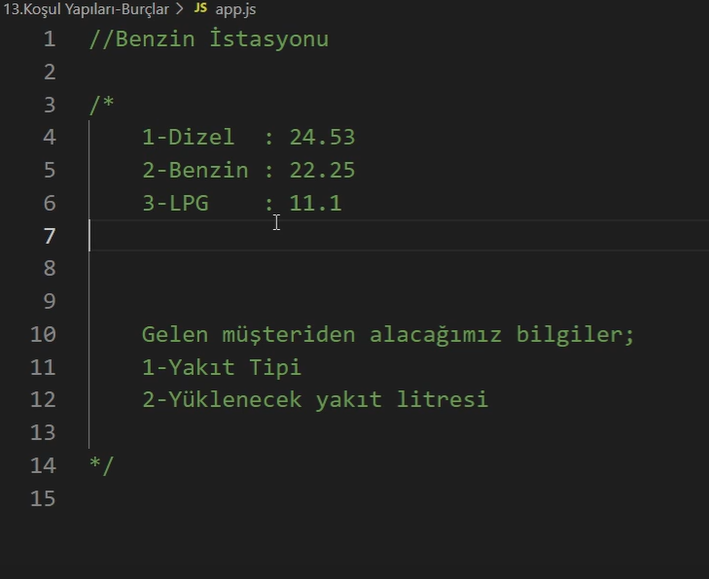 13.Koşul Yapıları-Burçlar > JS app.js
1 //Benzin İstasyonu
2
3 /*
4 1-Dizel : 24.53
5 2-Benzin : 22.25
6 3-LPG : 11.1
7
8
9
10 Gelen müşteriden alacağımız bilgiler;
11 1-Yakıt Tipi
12 2-Yüklenecek yakıt litresi
13
14 */
15